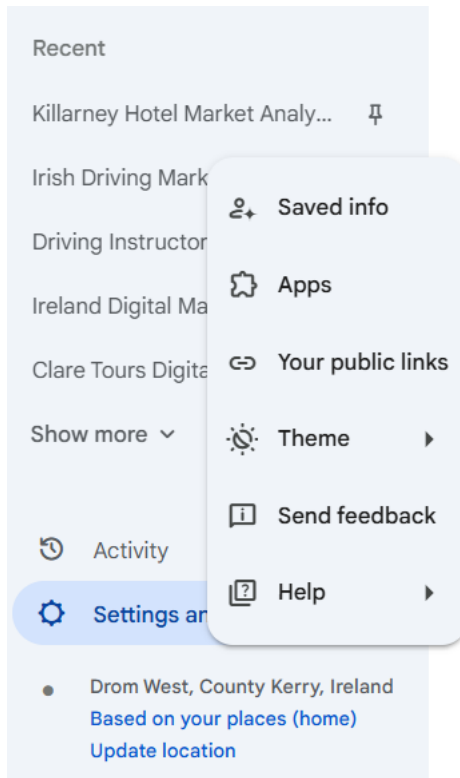 Recent
Killarney Hotel Market Analy...
Irish Driving Mark
Driving Instructor
Ireland Digital Ma
Clare Tours Digita
Show more
Activity
Settings an
Saved info
Apps
Your public links
Theme
Send feedback
Help
Drom West, County Kerry, Ireland
Based on your places (home)
Update location